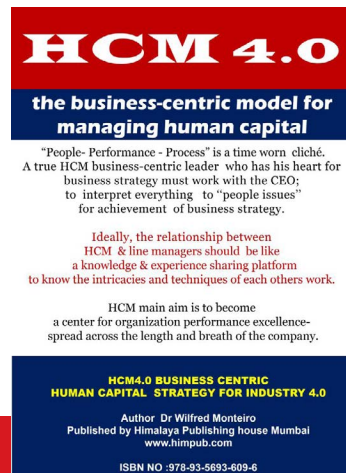 HCM 4.0
the business-centric model for
managing human capital
“People- Performance - Process” is a time worn  cliché.
A true HCM business-centric leader  who has his heart for
business strategy must work with the CEO;
to  interpret everything   to “people issues”
for achievement  of business strategy.
Ideally, the relationship between
HCM  & line managers should  be like
a knowledge & experience sharing platform
to know the intricacies and techniques of each others work.
HCM main aim is to become
a center for organization performance excellence-
spread across the length and breath of the company.
HCM4.0 BUSINESS CENTRIC
HUMAN CAPITAL  STRATEGY FOR INDUSTRY 4.0
Author  Dr Wilfred Monteiro
Published by Himalaya Publishing house Mumbai
www.himpub.com
ISBN NO :978-93-5693-609-6